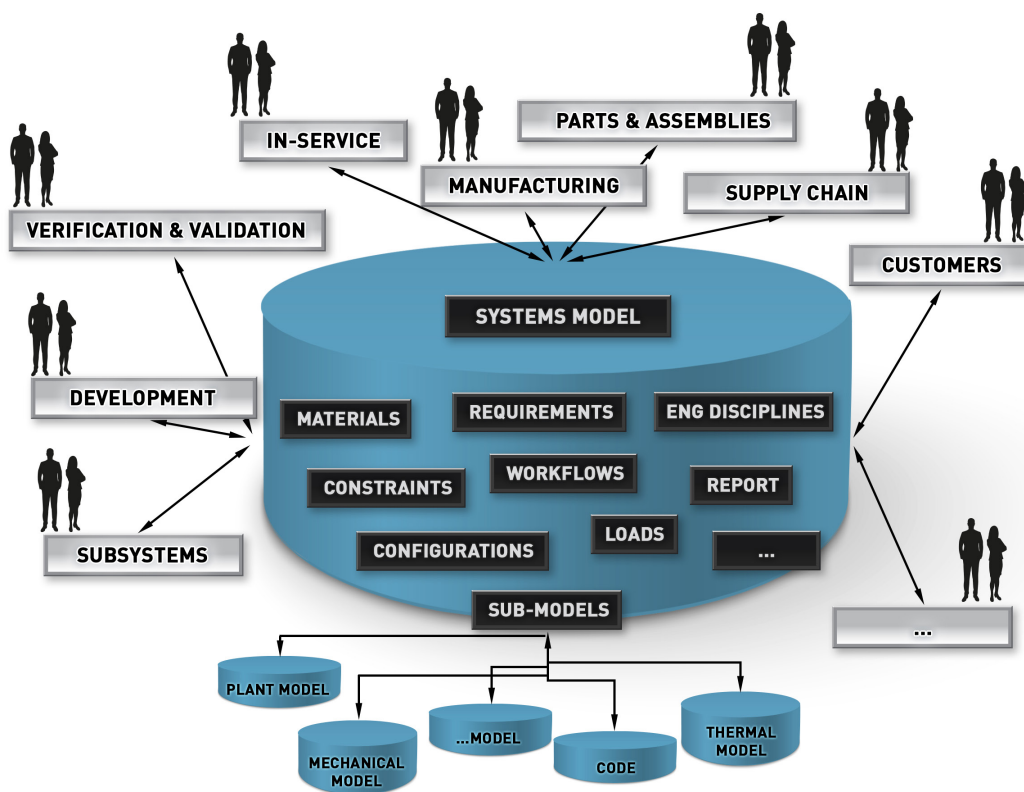 PARTS & ASSEMBLIES
IN-SERVICE
MANUFACTURING
SUPPLY CHAIN
VERIFICATION & VALIDATION
CUSTOMERS
SYSTEMS MODEL
DEVELOPMENT
MATERIALS
REQUIREMENTS
ENG DISCIPLINES
CONSTRAINTS
WORKFLOWS
REPORT
SUBSYSTEMS
CONFIGURATIONS
LOADS
...
SUB-MODELS
...
PLANT MODEL
MECHANICAL
MODEL
...MODEL
CODE
THERMAL
MODEL